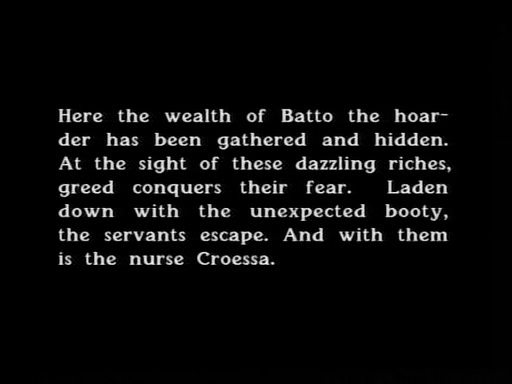 Here the wealth of Batto the hoar-
der has been gathered and hidden.
At the sight of these dazzling riches,
greed conquers their fear. Laden
down with the unexpected booty,
the servants escape. And with them
is the nurse Croessa.